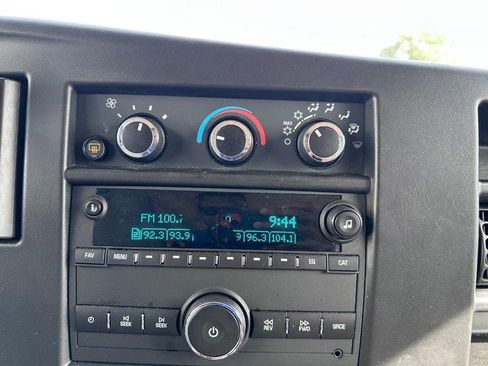 MAX
FM 100.7 9:44
92.3 93.9 9 96.3 104.1
FAV MENU EQ CAT
SEEK SEEK REV FWD SRCE